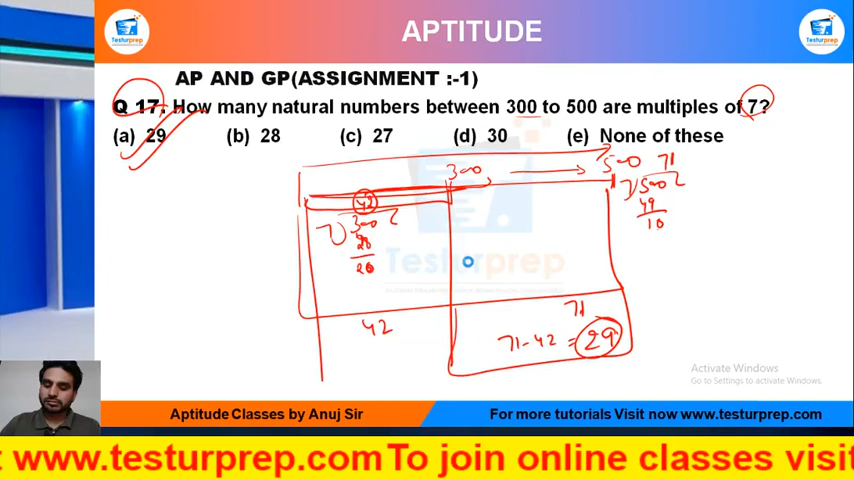 Testurprep
APTITUDE
Testurprep
AP AND GP(ASSIGNMENT :-1)
Q 17. How many natural numbers between 300 to 500 are multiples of 7?
(a) 29 (b) 28 (c) 27 (d) 30 (e) None of these
300 500 71
42 7)500(
7)300( 49
28 10
20
Testurprep
42 71
71-42 = 29
Activate Windows
Go to Settings to activate Windows.
Aptitude Classes by Anuj Sir For more tutorials Visit now www.testurprep.com
t www.testurprep.com To join online classes visit